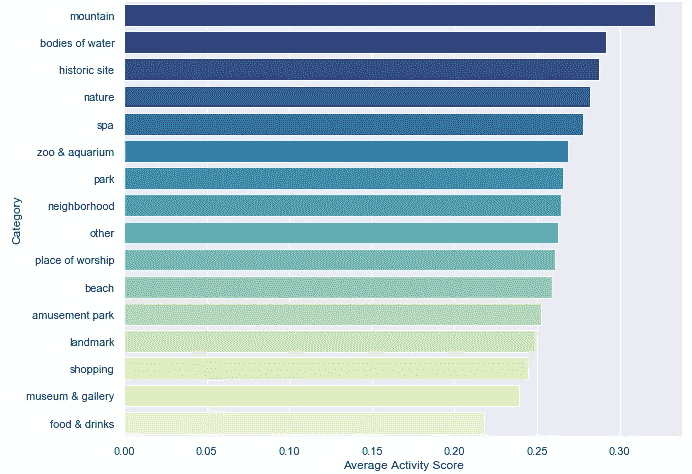 mountain
bodies of water
historic site
nature
spa
zoo & aquarium
park
neighborhood
other
place of worship
beach
amusement park
landmark
shopping
museum & gallery
food & drinks
Category
0.00 0.05 0.10 0.15 0.20 0.25 0.30
Average Activity Score